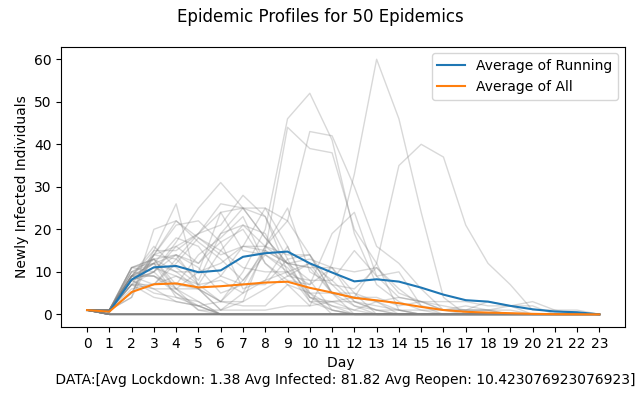 Epidemic Profiles for 50 Epidemics
60
50
40
30
20
10
0
Newly Infected Individuals
Average of Running
Average of All
0 1 2 3 4 5 6 7 8 9 10 11 12 13 14 15 16 17 18 19 20 21 22 23
Day
DATA:[Avg Lockdown: 1.38 Avg Infected: 81.82 Avg Reopen: 10.423076923076923]